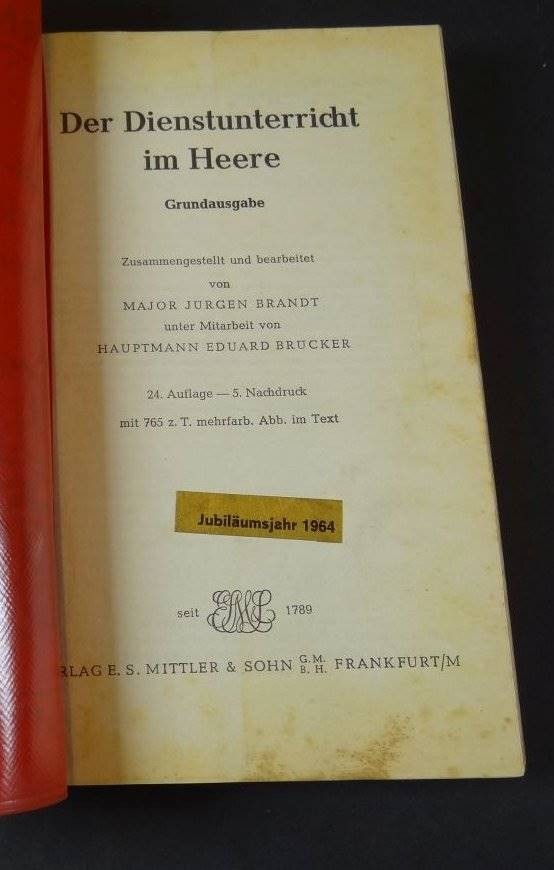 Der Dienstunterricht
im Heere
Grundausgabe
Zusammengestellt und bearbeitet
von
MAJOR JÜRGEN BRANDT
unter Mitarbeit von
HAUPTMANN EDUARD BRÜCKER
24. Auflage — 5. Nachdruck
mit 765 z. T. mehrfarb. Abb. im Text
Jubiläumsjahr 1964
seit 1789
RLAG E. S. MITTLER & SOHN G.M.B.H. FRANKFURT/M